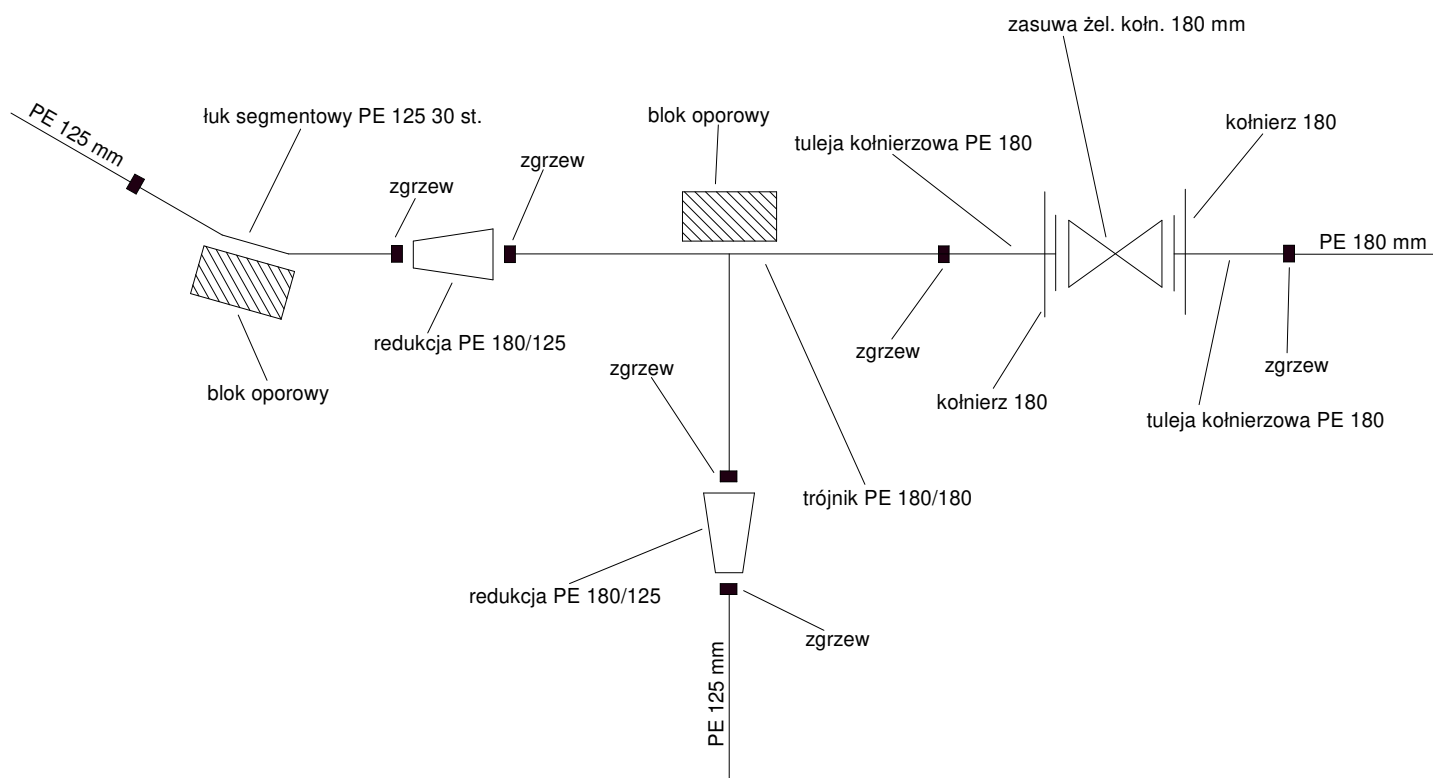 zasuwa żel. kołn. 180 mm
PE 125 mm
łuk segmentowy PE 125 30 st.
blok oporowy
kołnierz 180
tuleja kołnierzowa PE 180
zgrzew
zgrzew
PE 180 mm
redukcja PE 180/125
zgrzew
zgrzew
zgrzew
blok oporowy
kołnierz 180
tuleja kołnierzowa PE 180
trójnik PE 180/180
redukcja PE 180/125
zgrzew
PE 125 mm